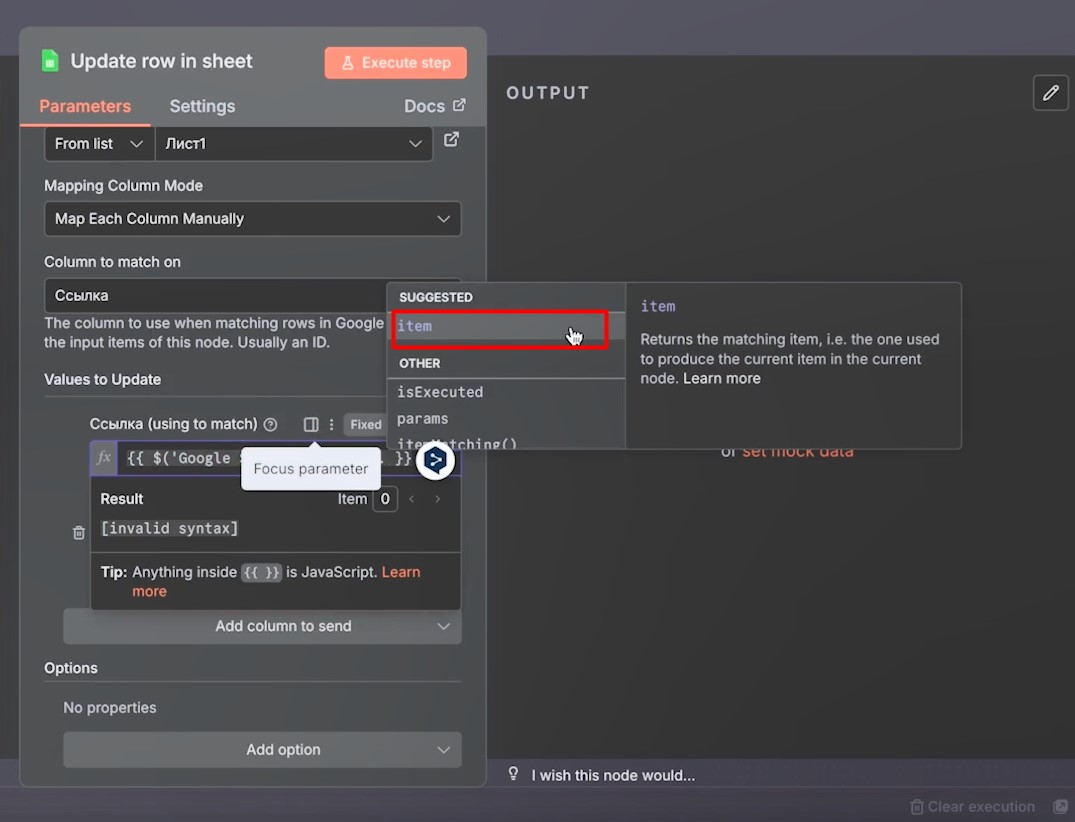 Update row in sheet
Execute step
Parameters
Settings
Docs
From list
Лист1
Mapping Column Mode
Map Each Column Manually
Column to match on
Ссылка
The column to use when matching rows in Google
the input items of this node. Usually an ID.
Values to Update
Ссылка (using to match)
Fixed
fx
{{ $('Google
}}
Focus parameter
Result
Item
0
[invalid syntax]
Tip: Anything inside {{ }} is JavaScript. Learn
more
Add column to send
Options
No properties
Add option
OUTPUT
SUGGESTED
item
OTHER
isExecuted
params
item
Returns the matching item, i.e. the one used
to produce the current item in the current
node. Learn more
or set mock data
I wish this node would...
Clear execution